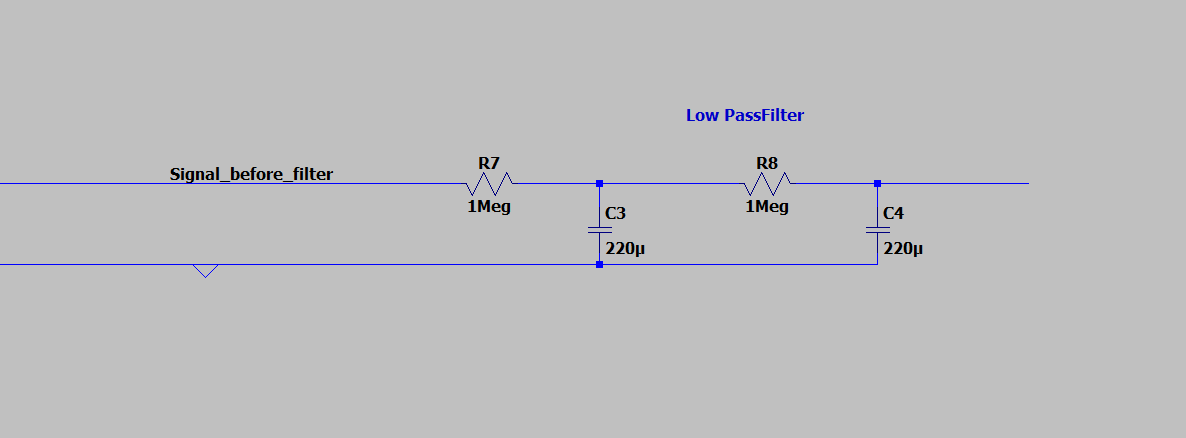 Low PassFilter
Signal_before_filter
R7
1Meg
C3
220µ
R8
1Meg
C4
220µ